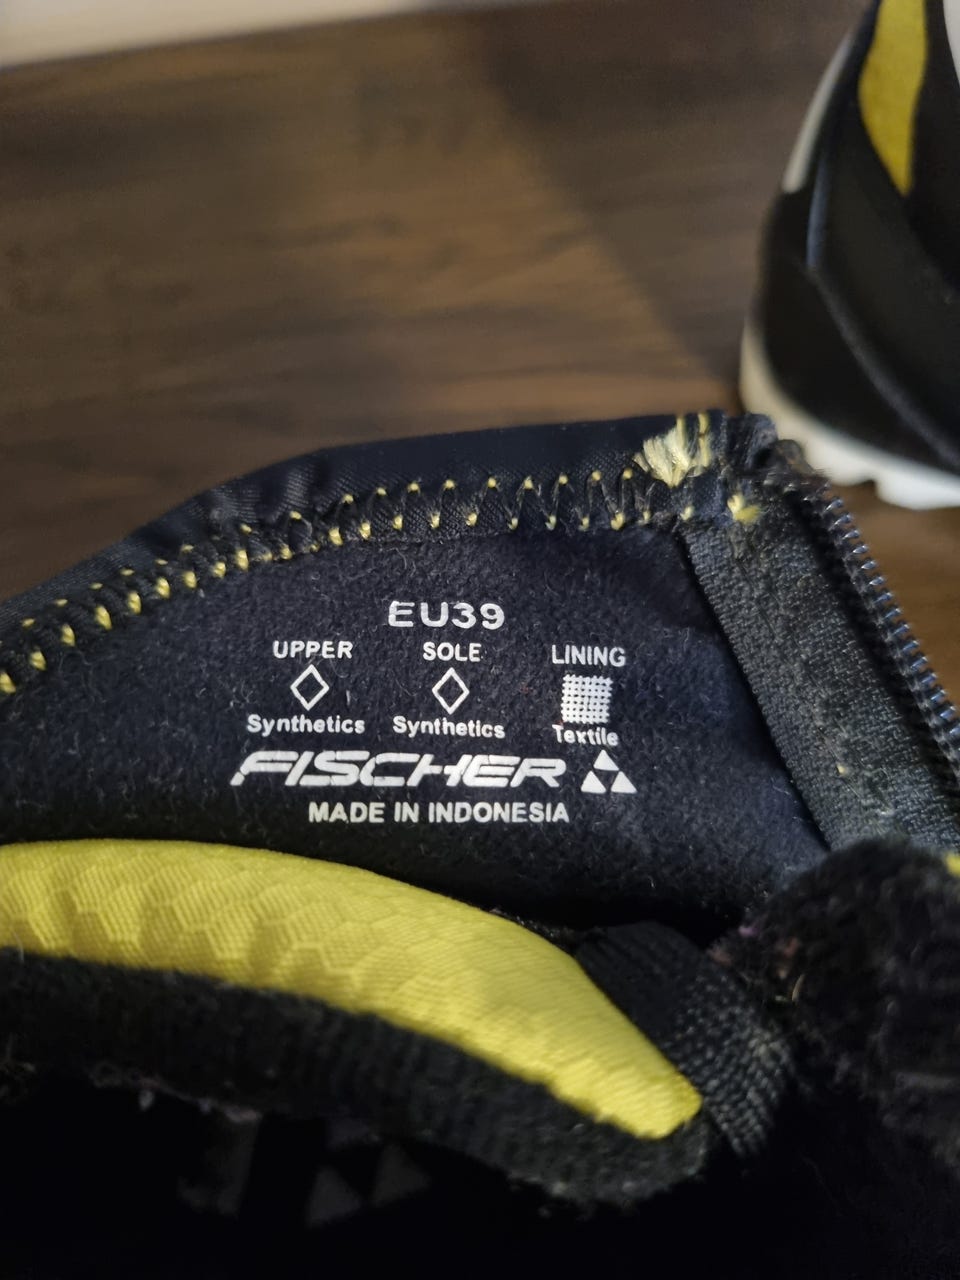 EU39
UPPER SOLE LINING
Synthetics Synthetics Textile
FISCHER
MADE IN INDONESIA